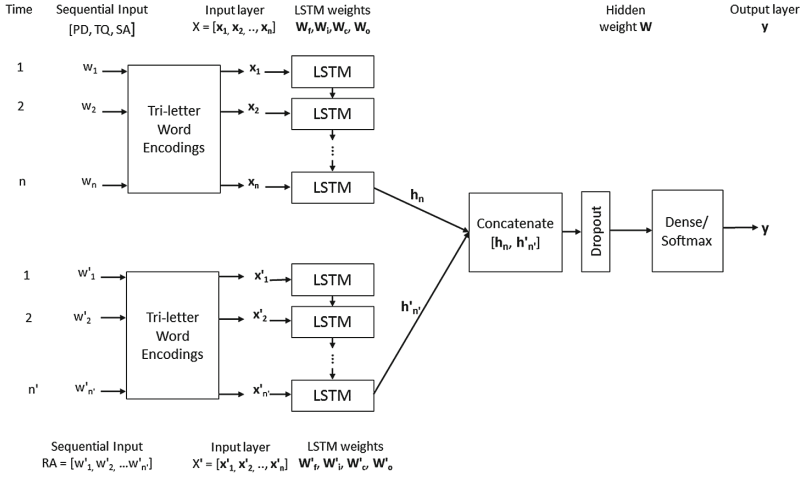 Time Sequential Input Input layer LSTM weights Hidden Output layer
[PD, TQ, SA] X = [x1, x2, .., xn] Wf, Wi, Wc, Wo weight W y
1 w1 x1 LSTM
2 w2 x2 LSTM
Tri-letter
Word
Encodings
⋮
n wn xn LSTM
hn
Concatenate
[hn, h'n']
Dropout
Dense/
Softmax
y
1 w'1 x'1 LSTM
2 w'2 x'2 LSTM
h'n'
Tri-letter
Word
Encodings
⋮
n' w'n' x'n' LSTM
Sequential Input Input layer LSTM weights
RA = [w'1, w'2, ...w'n'] X' = [x'1, x'2, .., x'n] W'f, W'i, W'c, W'o